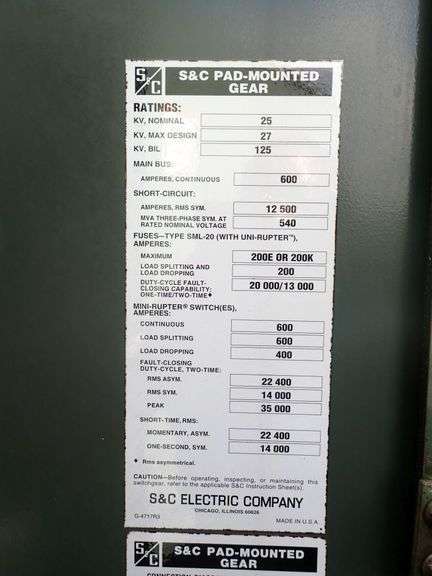 S&C S&C PAD-MOUNTED
GEAR
RATINGS:
KV, NOMINAL 25
KV, MAX DESIGN 27
KV, BIL 125
MAIN BUS:
AMPERES, CONTINUOUS 600
SHORT-CIRCUIT:
AMPERES, RMS SYM. 12 500
MVA THREE-PHASE SYM. AT
RATED NOMINAL VOLTAGE 540
FUSES—TYPE SML-20 (WITH UNI-RUPTER™),
AMPERES:
MAXIMUM 200E OR 200K
LOAD SPLITTING AND
LOAD DROPPING 200
DUTY-CYCLE FAULT-
CLOSING CAPABILITY: 20 000/13 000
ONE-TIME/TWO-TIME♦
MINI-RUPTER® SWITCH(ES),
AMPERES:
CONTINUOUS 600
LOAD SPLITTING 600
LOAD DROPPING 400
FAULT-CLOSING
DUTY-CYCLE, TWO-TIME:
RMS ASYM. 22 400
RMS SYM. 14 000
PEAK 35 000
SHORT-TIME, RMS:
MOMENTARY, ASYM. 22 400
ONE-SECOND, SYM. 14 000
♦ Rms asymmetrical.
CAUTION—Before operating, inspecting, or maintaining this
switchgear, refer to the applicable S&C Instruction Sheet(s).
S&C ELECTRIC COMPANY
CHICAGO, ILLINOIS 60626
G-4717R3 MADE IN U.S.A.
S&C S&C PAD-MOUNTED
GEAR